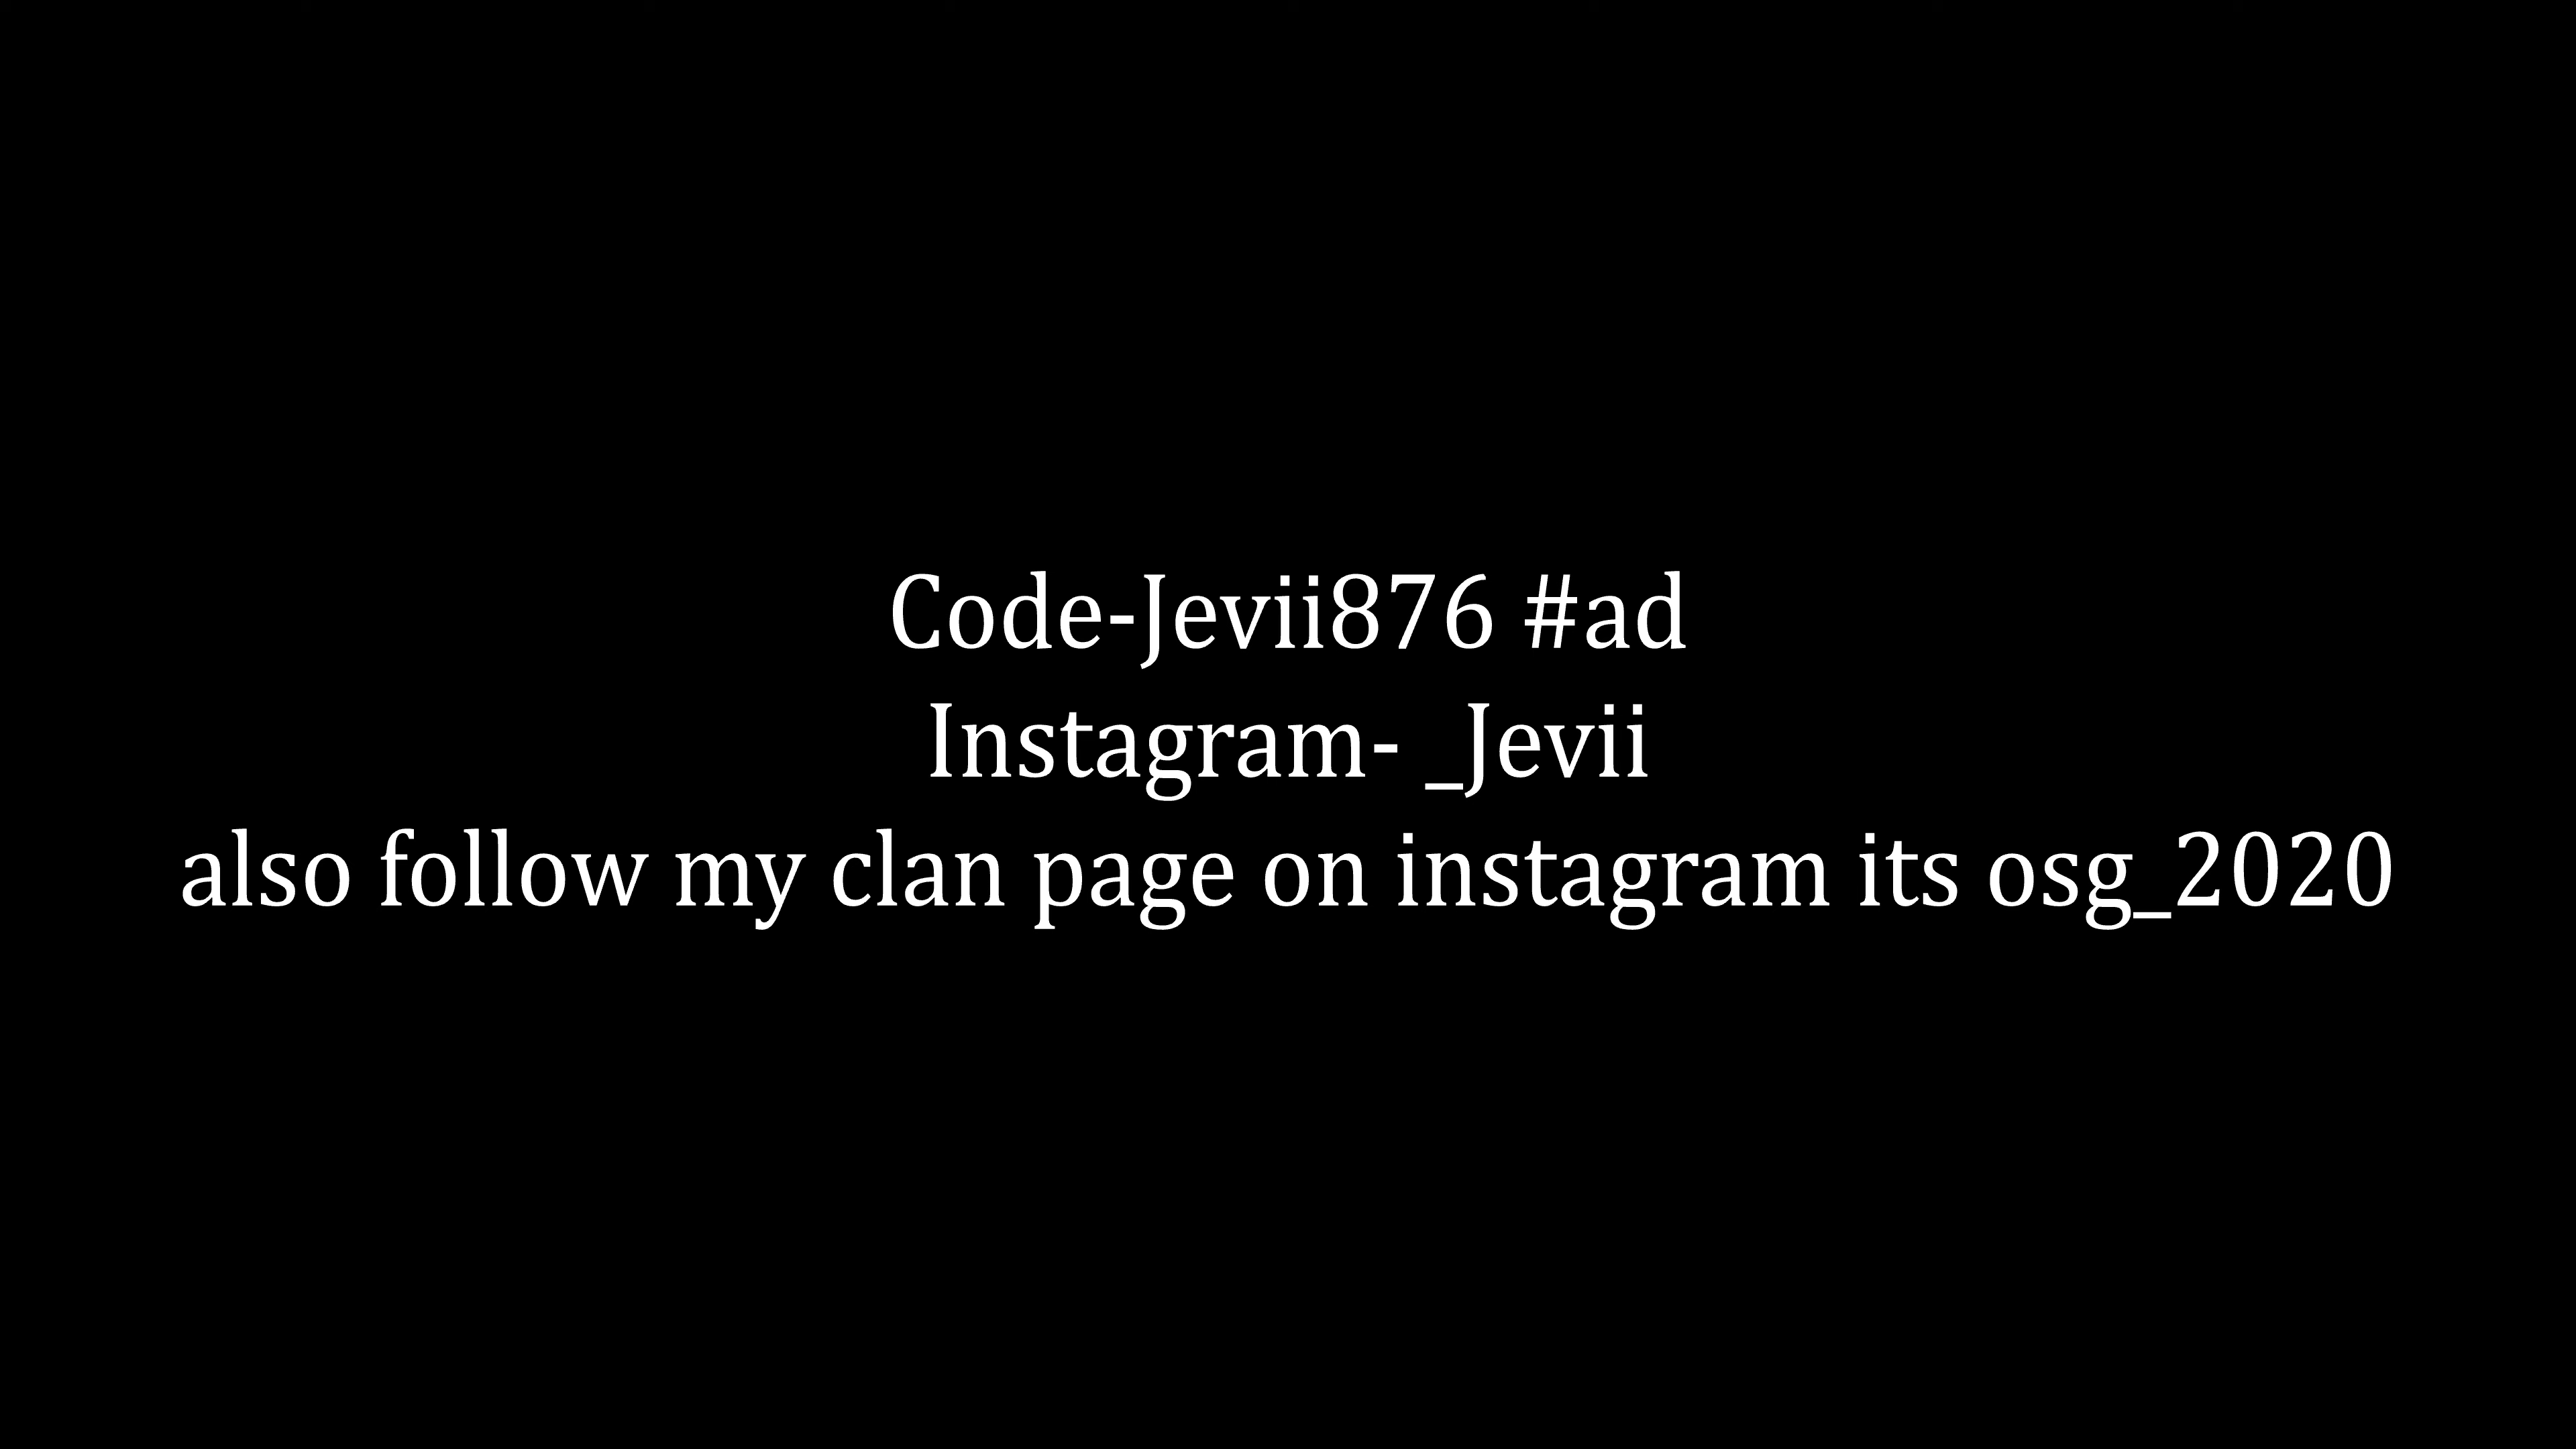 Code-Jevii876 #ad
Instagram- _Jevii
also follow my clan page on instagram its osg_2020